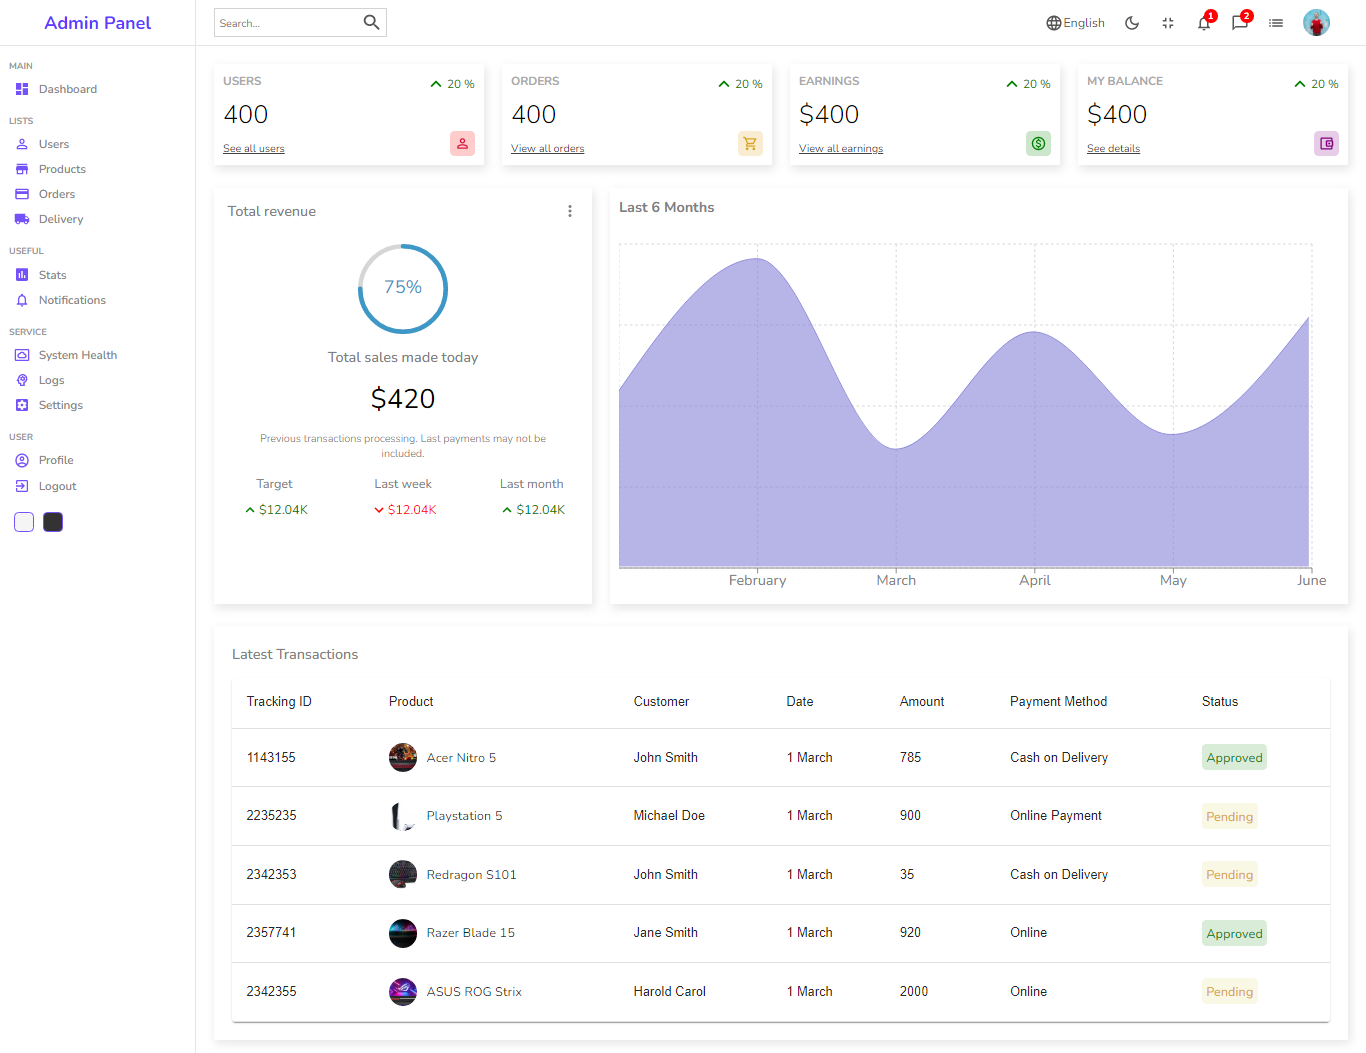 Admin Panel
Search...
English
1
2
MAIN
Dashboard
LISTS
Users
Products
Orders
Delivery
USEFUL
Stats
Notifications
SERVICE
System Health
Logs
Settings
USER
Profile
Logout
USERS
20 %
400
See all users
ORDERS
20 %
400
View all orders
EARNINGS
20 %
$400
View all earnings
MY BALANCE
20 %
$400
See details
Total revenue
75%
Total sales made today
$420
Previous transactions processing. Last payments may not be
included.
Target Last week Last month
$12.04K $12.04K $12.04K
Last 6 Months
February March April May June
Latest Transactions
Tracking ID Product Customer Date Amount Payment Method Status
1143155 Acer Nitro 5 John Smith 1 March 785 Cash on Delivery Approved
2235235 Playstation 5 Michael Doe 1 March 900 Online Payment Pending
2342353 Redragon S101 John Smith 1 March 35 Cash on Delivery Pending
2357741 Razer Blade 15 Jane Smith 1 March 920 Online Approved
2342355 ASUS ROG Strix Harold Carol 1 March 2000 Online Pending